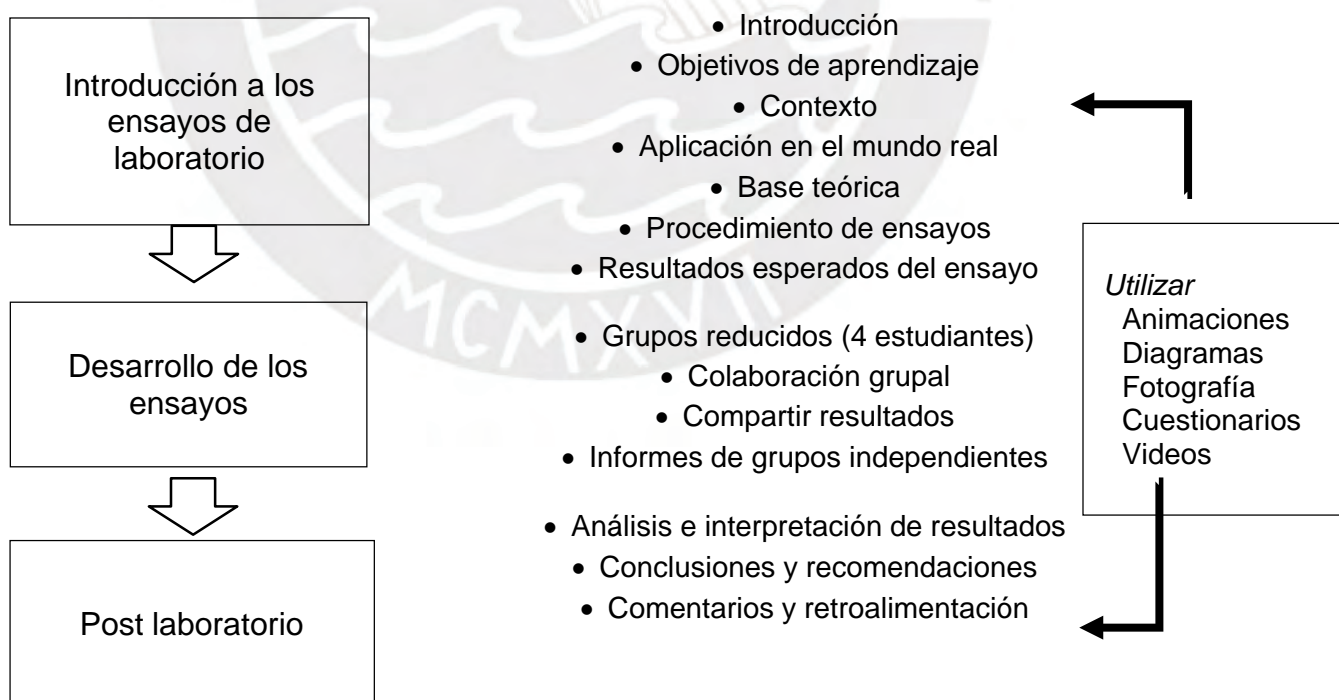 Introducción a los
ensayos de
laboratorio
• Introducción
• Objetivos de aprendizaje
• Contexto
• Aplicación en el mundo real
• Base teórica
• Procedimiento de ensayos
• Resultados esperados del ensayo
Desarrollo de los
ensayos
• Grupos reducidos (4 estudiantes)
• Colaboración grupal
• Compartir resultados
• Informes de grupos independientes
Post laboratorio
• Análisis e interpretación de resultados
• Conclusiones y recomendaciones
• Comentarios y retroalimentación
Utilizar
Animaciones
Diagramas
Fotografía
Cuestionarios
Videos
MCMXVII